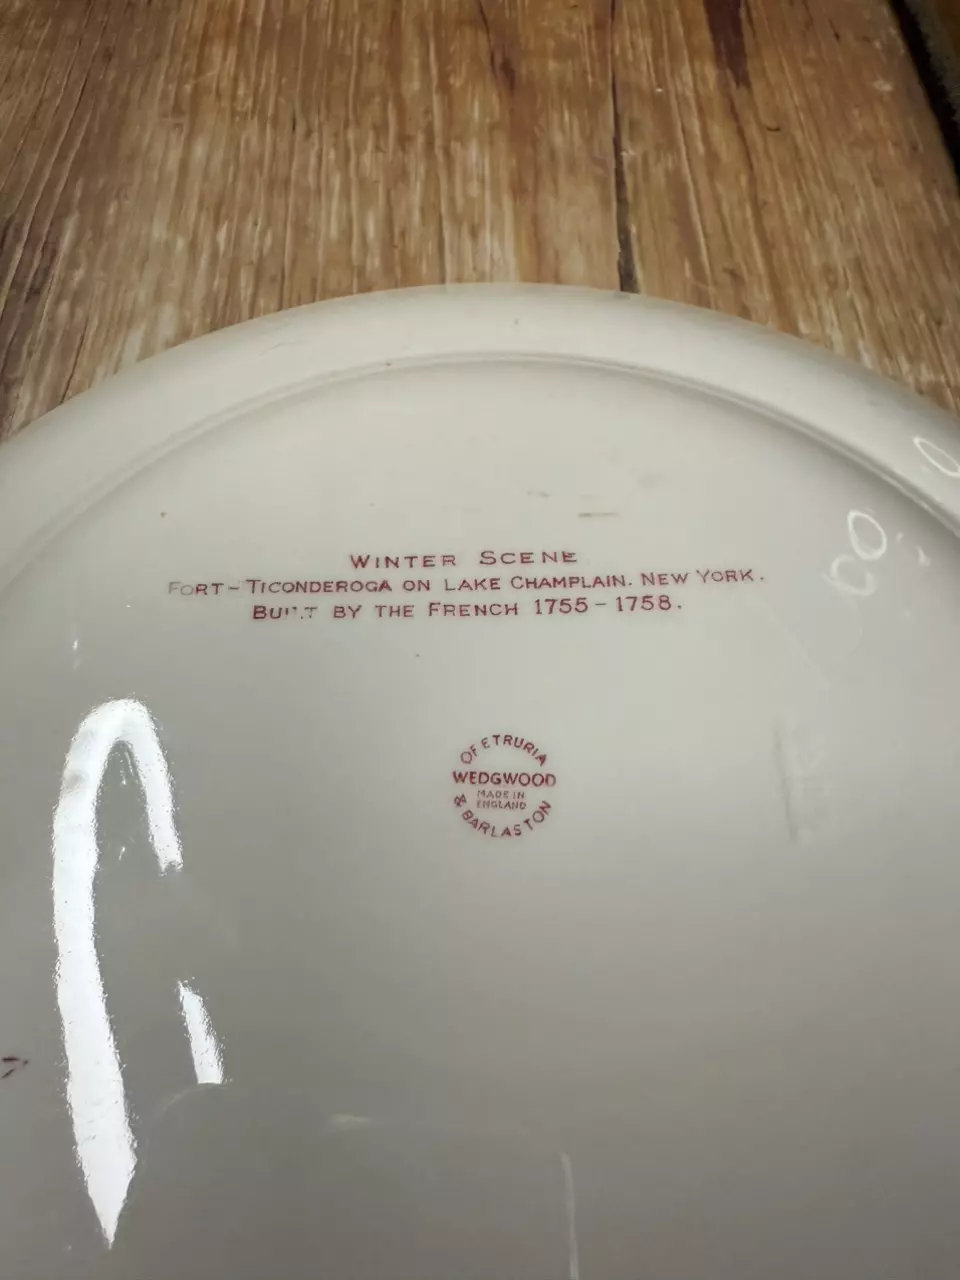 WINTER SCENE
FORT-TICONDEROGA ON LAKE CHAMPLAIN. NEW YORK.
BUILT BY THE FRENCH 1755-1758.
OF ETRURIA
WEDGWOOD
MADE IN
ENGLAND
& BARLASTON